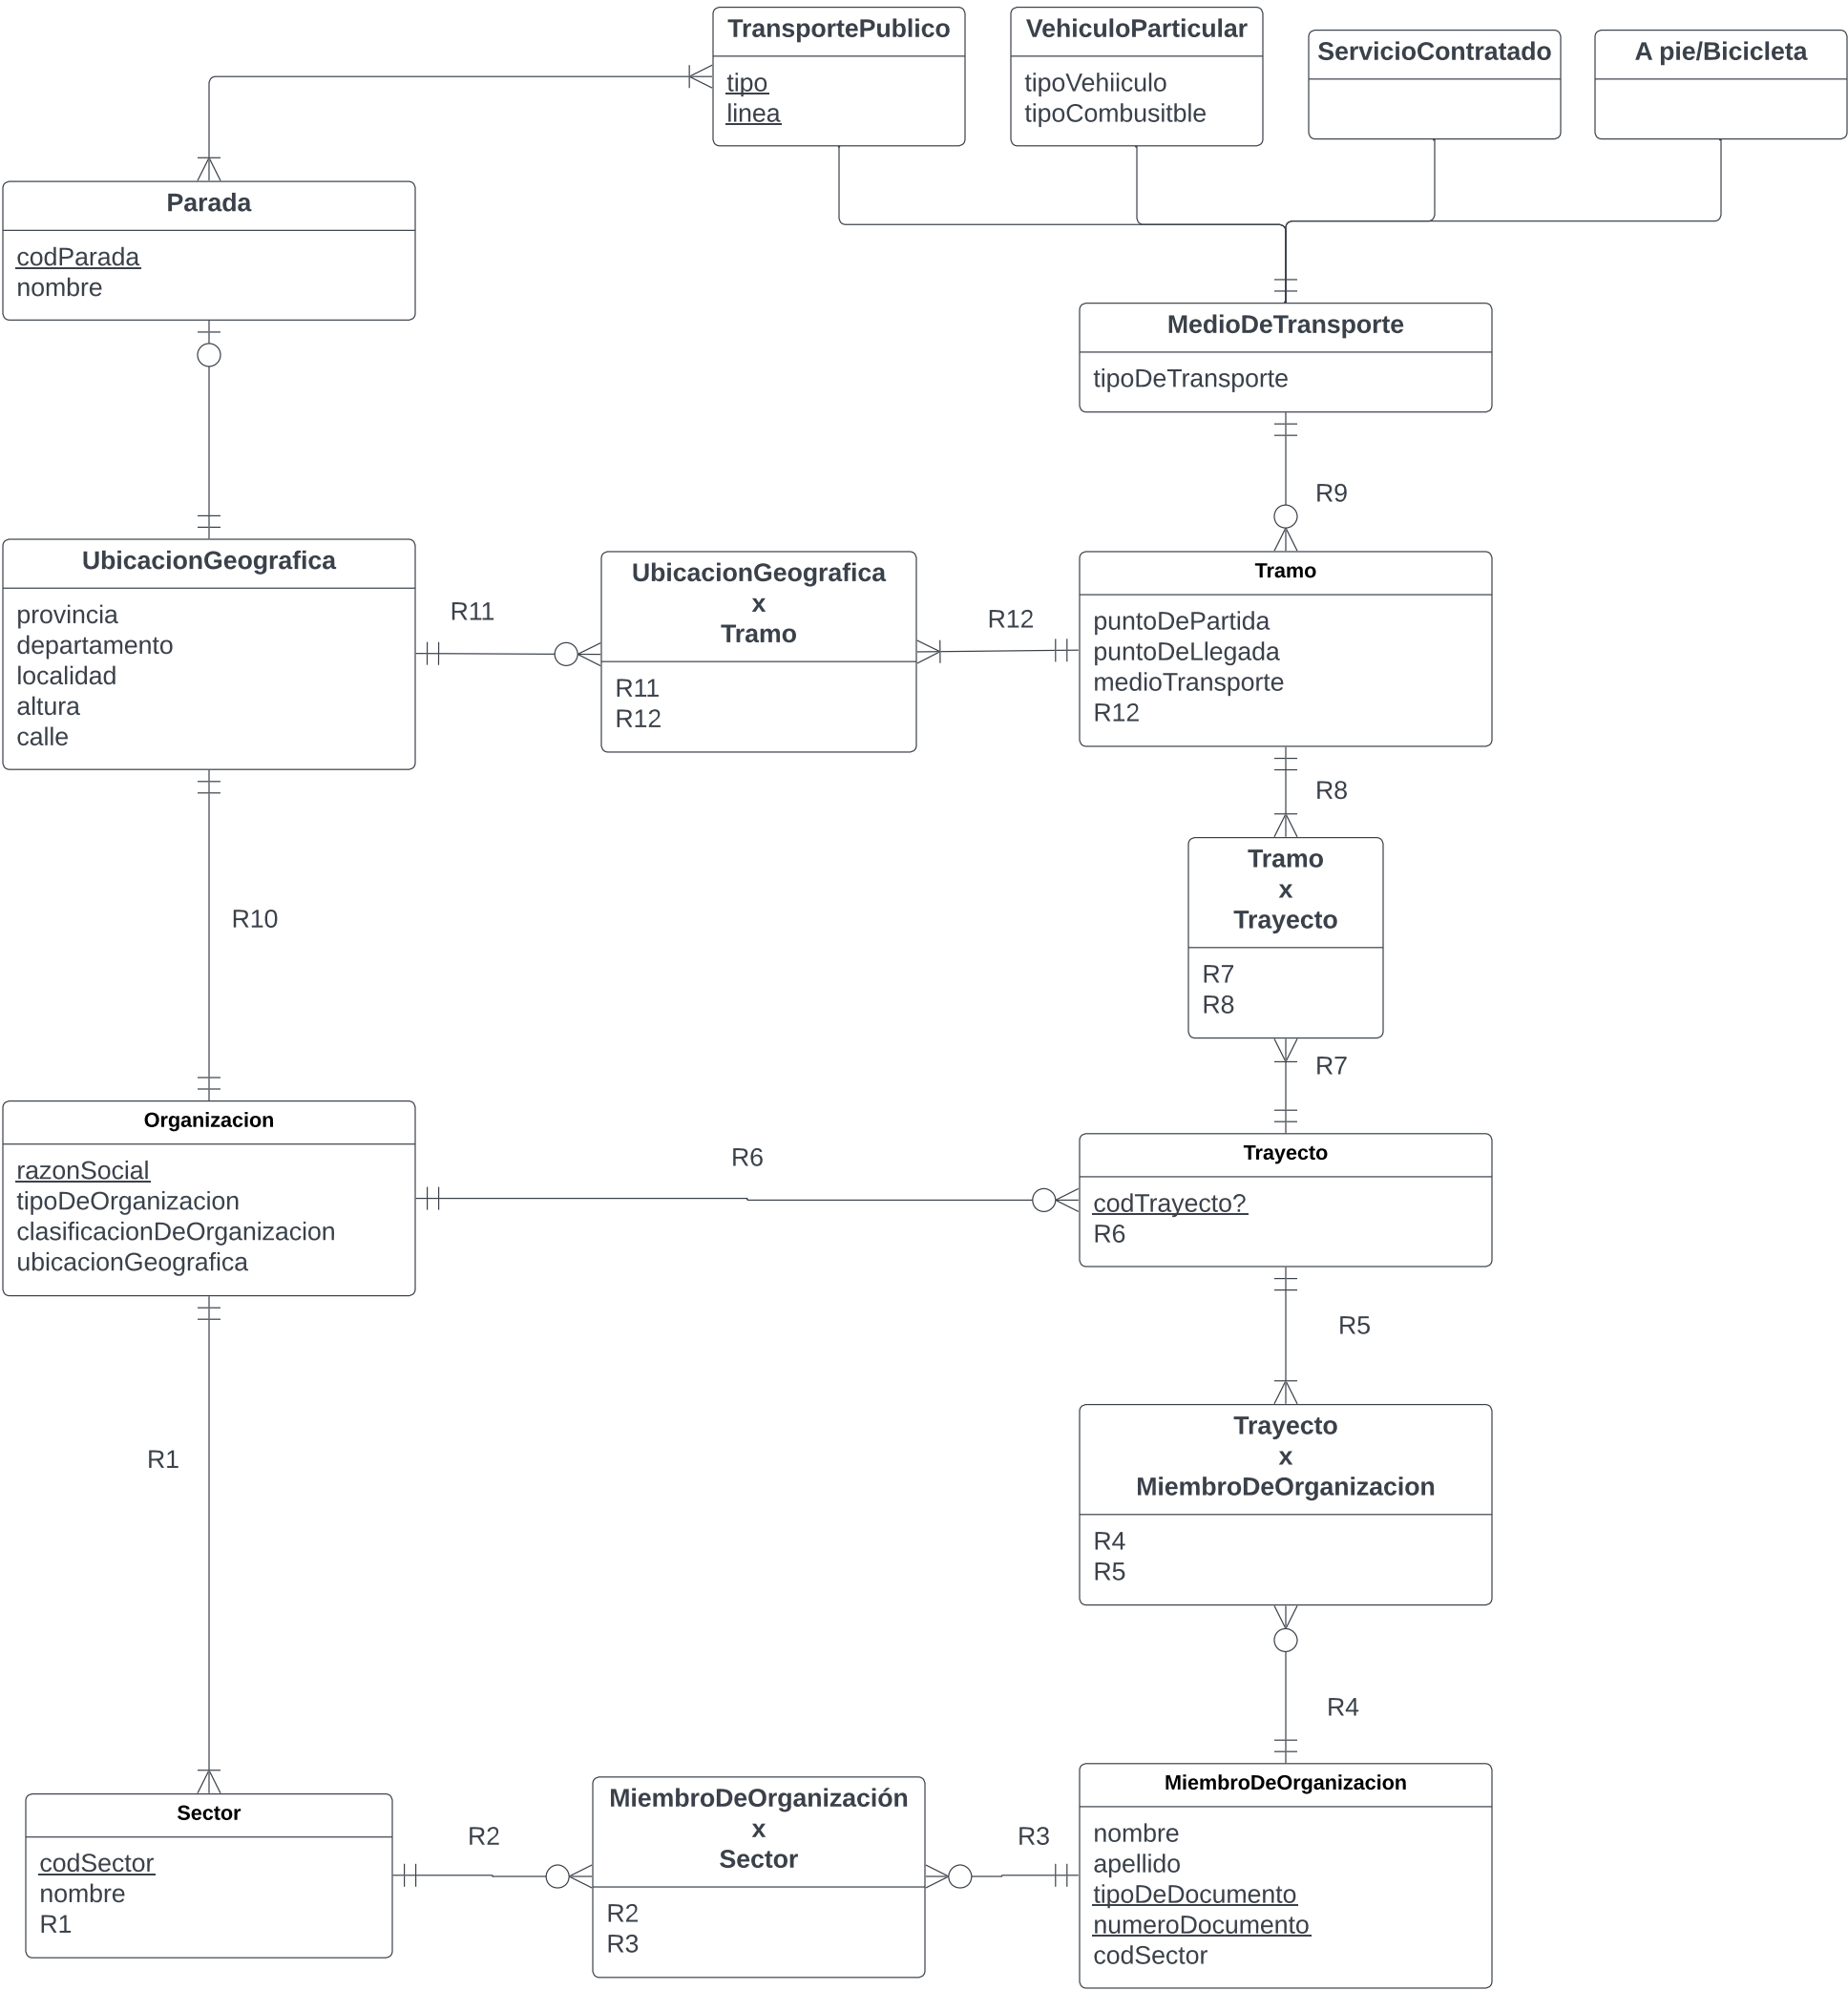 TransportePublico
tipo
linea
VehiculoParticular
tipoVehiiculo
tipoCombusitble
ServicioContratado
A pie/Bicicleta
Parada
codParada
nombre
MedioDeTransporte
tipoDeTransporte
R9
UbicacionGeografica
provincia
departamento
localidad
altura
calle
R11
UbicacionGeografica
x
Tramo
R11
R12
R12
Tramo
puntoDePartida
puntoDeLlegada
medioTransporte
R12
R8
Tramo
x
Trayecto
R7
R8
R10
R7
Organizacion
razonSocial
tipoDeOrganizacion
clasificacionDeOrganizacion
ubicacionGeografica
R6
Trayecto
codTrayecto?
R6
R5
R1
Trayecto
x
MiembroDeOrganizacion
R4
R5
R4
Sector
codSector
nombre
R1
R2
MiembroDeOrganización
x
Sector
R2
R3
R3
MiembroDeOrganizacion
nombre
apellido
tipoDeDocumento
numeroDocumento
codSector